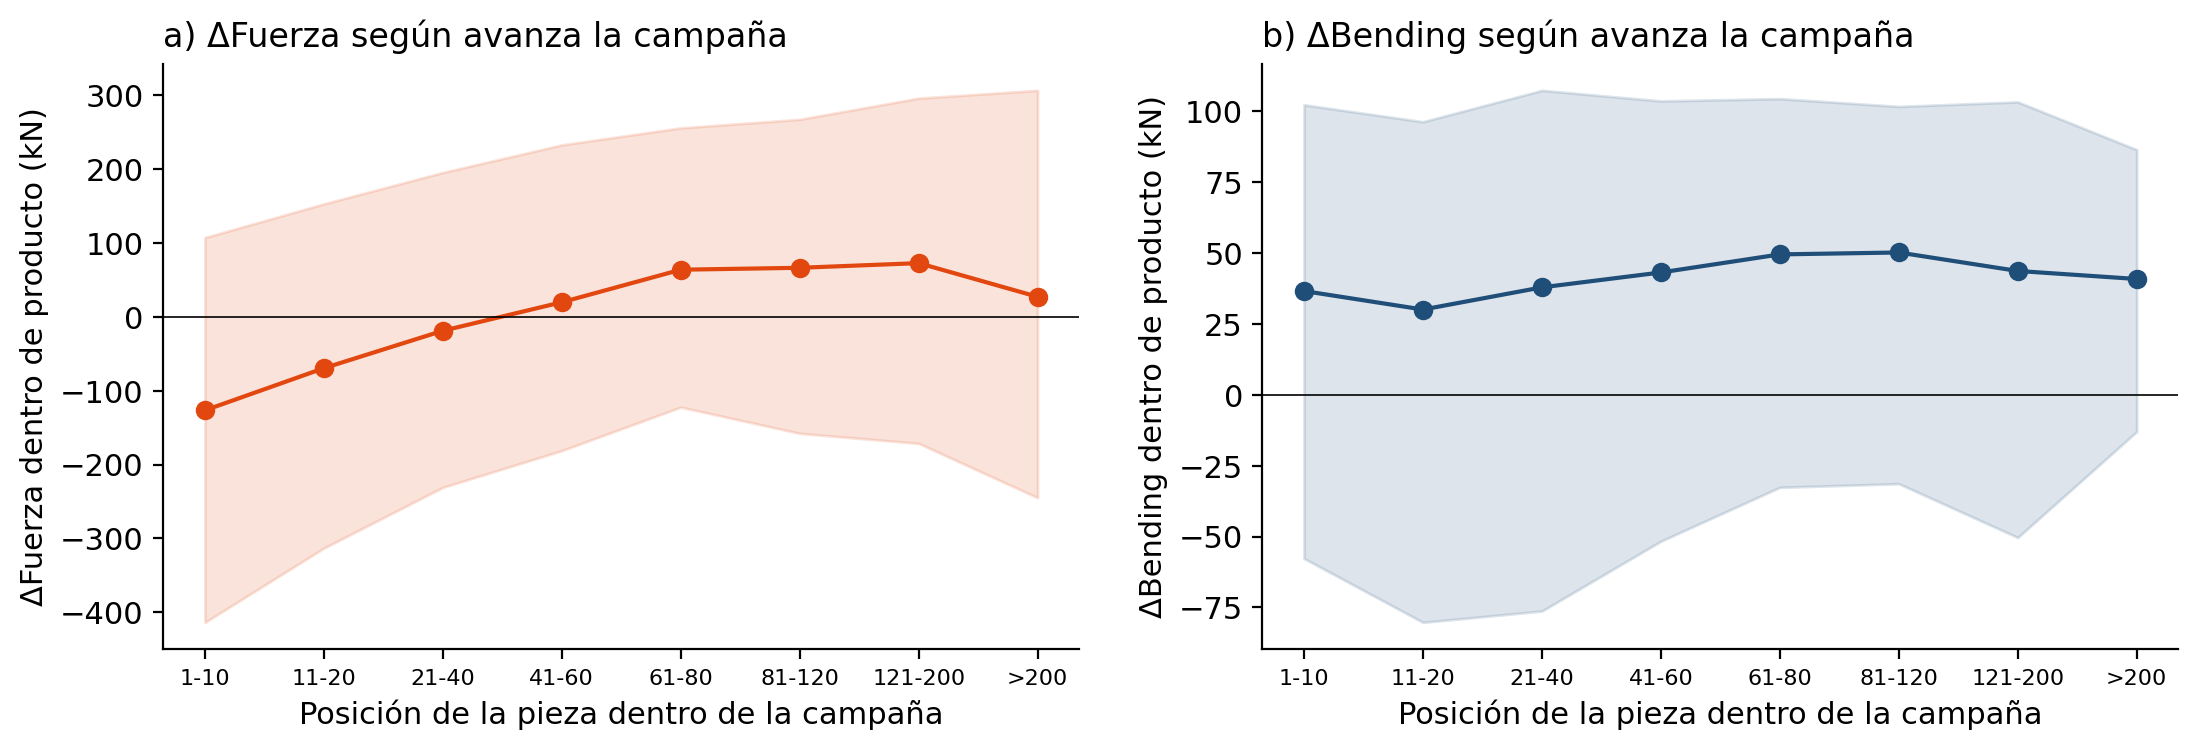 a) ΔFuerza según avanza la campaña
ΔFuerza dentro de producto (kN)
300
200
100
0
−100
−200
−300
−400
1-10 11-20 21-40 41-60 61-80 81-120 121-200 >200
Posición de la pieza dentro de la campaña
b) ΔBending según avanza la campaña
ΔBending dentro de producto (kN)
100
75
50
25
0
−25
−50
−75
1-10 11-20 21-40 41-60 61-80 81-120 121-200 >200
Posición de la pieza dentro de la campaña